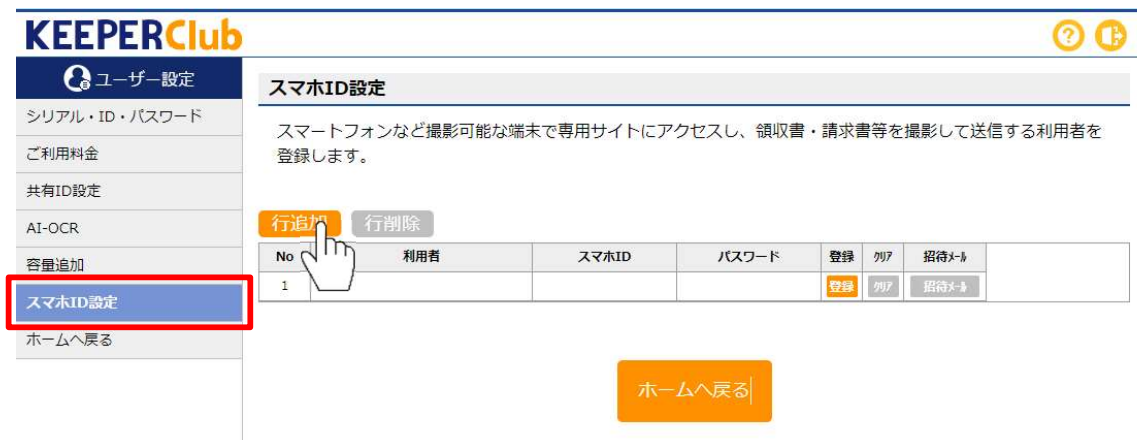 KEEPERClub
?
ユーザー設定
シリアル・ID・パスワード
ご利用料金
共有ID設定
AI-OCR
容量追加
スマホID設定
ホームへ戻る
スマホID設定
スマートフォンなど撮影可能な端末で専用サイトにアクセスし、領収書・請求書等を撮影して送信する利用者を
登録します。
行追加 行削除
No 利用者 スマホID パスワード 登録 ｸﾘｱ 招待ﾒｰﾙ
1 登録 ｸﾘｱ 招待ﾒｰﾙ
ホームへ戻る